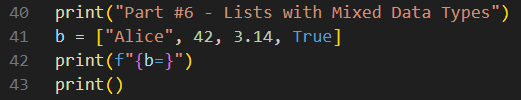 40 print("Part #6 - Lists with Mixed Data Types")
41 b = ["Alice", 42, 3.14, True]
42 print(f"{b=}")
43 print()